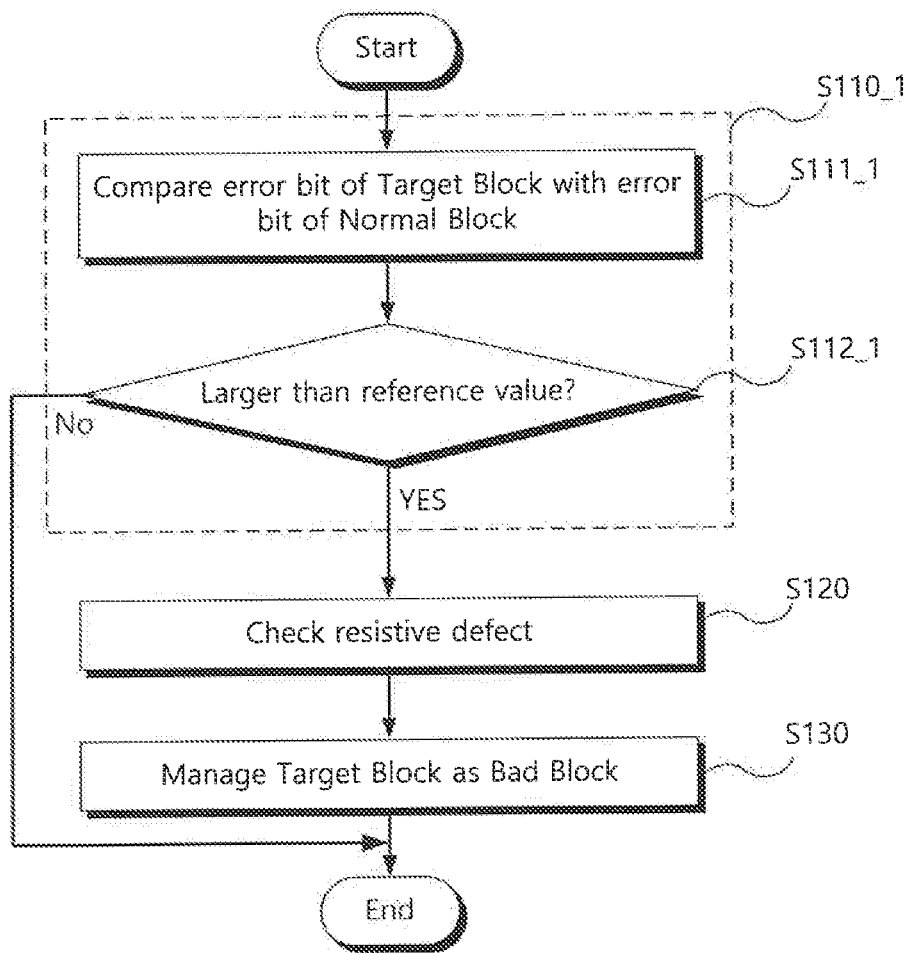 Start
S110_1
Compare error bit of Target Block with error
bit of Normal Block
S111_1
Larger than reference value?
S112_1
No
YES
Check resistive defect
S120
Manage Target Block as Bad Block
S130
End